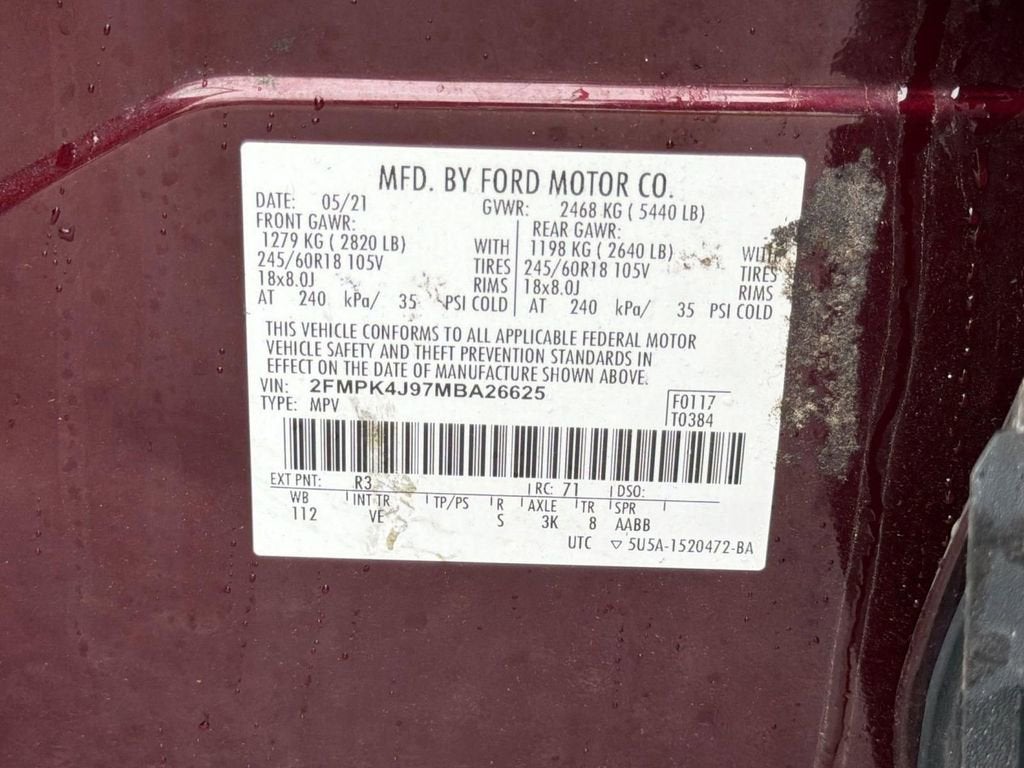 MFD. BY FORD MOTOR CO.
DATE: 05/21 GVWR: 2468 KG ( 5440 LB)
FRONT GAWR: REAR GAWR:
1279 KG ( 2820 LB) WITH 1198 KG ( 2640 LB) WITH
245/60R18 105V TIRES 245/60R18 105V TIRES
18x8.0J RIMS 18x8.0J RIMS
AT 240 kPa/ 35 PSI COLD AT 240 kPa/ 35 PSI COLD
THIS VEHICLE CONFORMS TO ALL APPLICABLE FEDERAL MOTOR
VEHICLE SAFETY AND THEFT PREVENTION STANDARDS IN
EFFECT ON THE DATE OF MANUFACTURE SHOWN ABOVE.
VIN: 2FMPK4J97MBA26625
TYPE: MPV
F0117
T0384
EXT PNT: R3 RC: 71 DSO:
WB INT TR TP/PS R AXLE TR SPR
112 VE S 3K 8 AABB
UTC ▽ 5U5A-1520472-BA